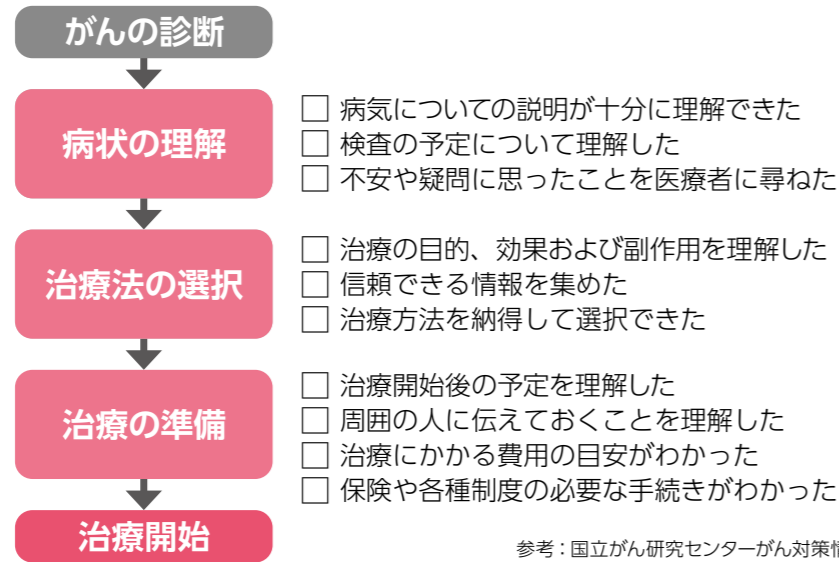 がんの診断
病状の理解
□ 病気についての説明が十分に理解できた
□ 検査の予定について理解した
□ 不安や疑問に思ったことを医療者に尋ねた
治療法の選択
□ 治療の目的、効果および副作用を理解した
□ 信頼できる情報を集めた
□ 治療方法を納得して選択できた
治療の準備
□ 治療開始後の予定を理解した
□ 周囲の人に伝えておくことを理解した
□ 治療にかかる費用の目安がわかった
□ 保険や各種制度の必要な手続きがわかった
治療開始
参考：国立がん研究センターがん対策情